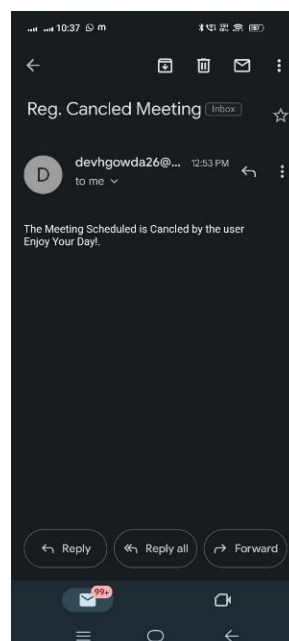 10:37 m
Reg. Cancled Meeting Inbox
D
devhgowda26@... 12:53 PM
to me
The Meeting Scheduled is Cancled by the user
Enjoy Your Day!.
Reply
Reply all
Forward
99+